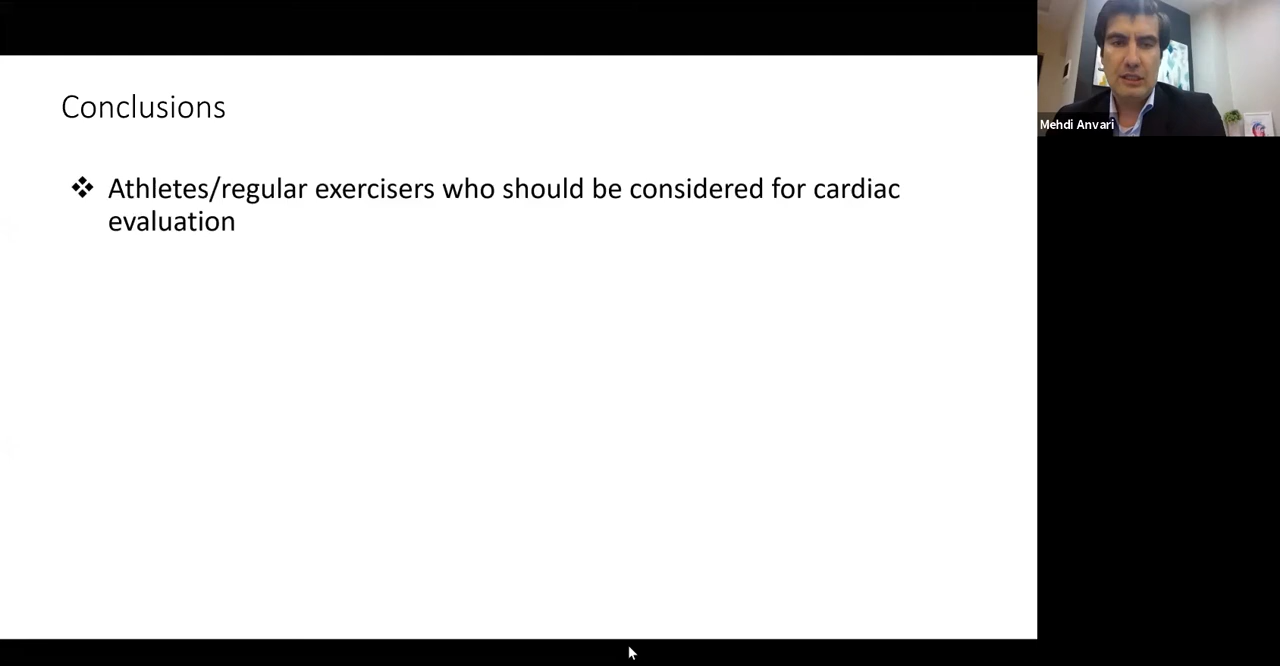 Conclusions
❖ Athletes/regular exercisers who should be considered for cardiac
evaluation
Mehdi Anvari